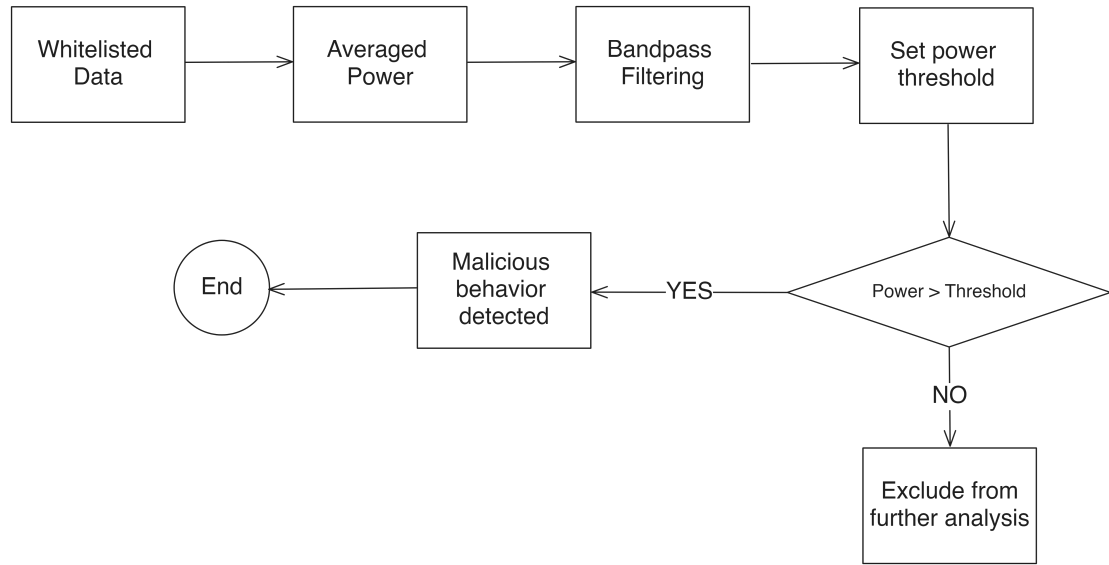 Whitelisted
Data
Averaged
Power
Bandpass
Filtering
Set power
threshold
Power > Threshold
YES
Malicious
behavior
detected
End
NO
Exclude from
further analysis